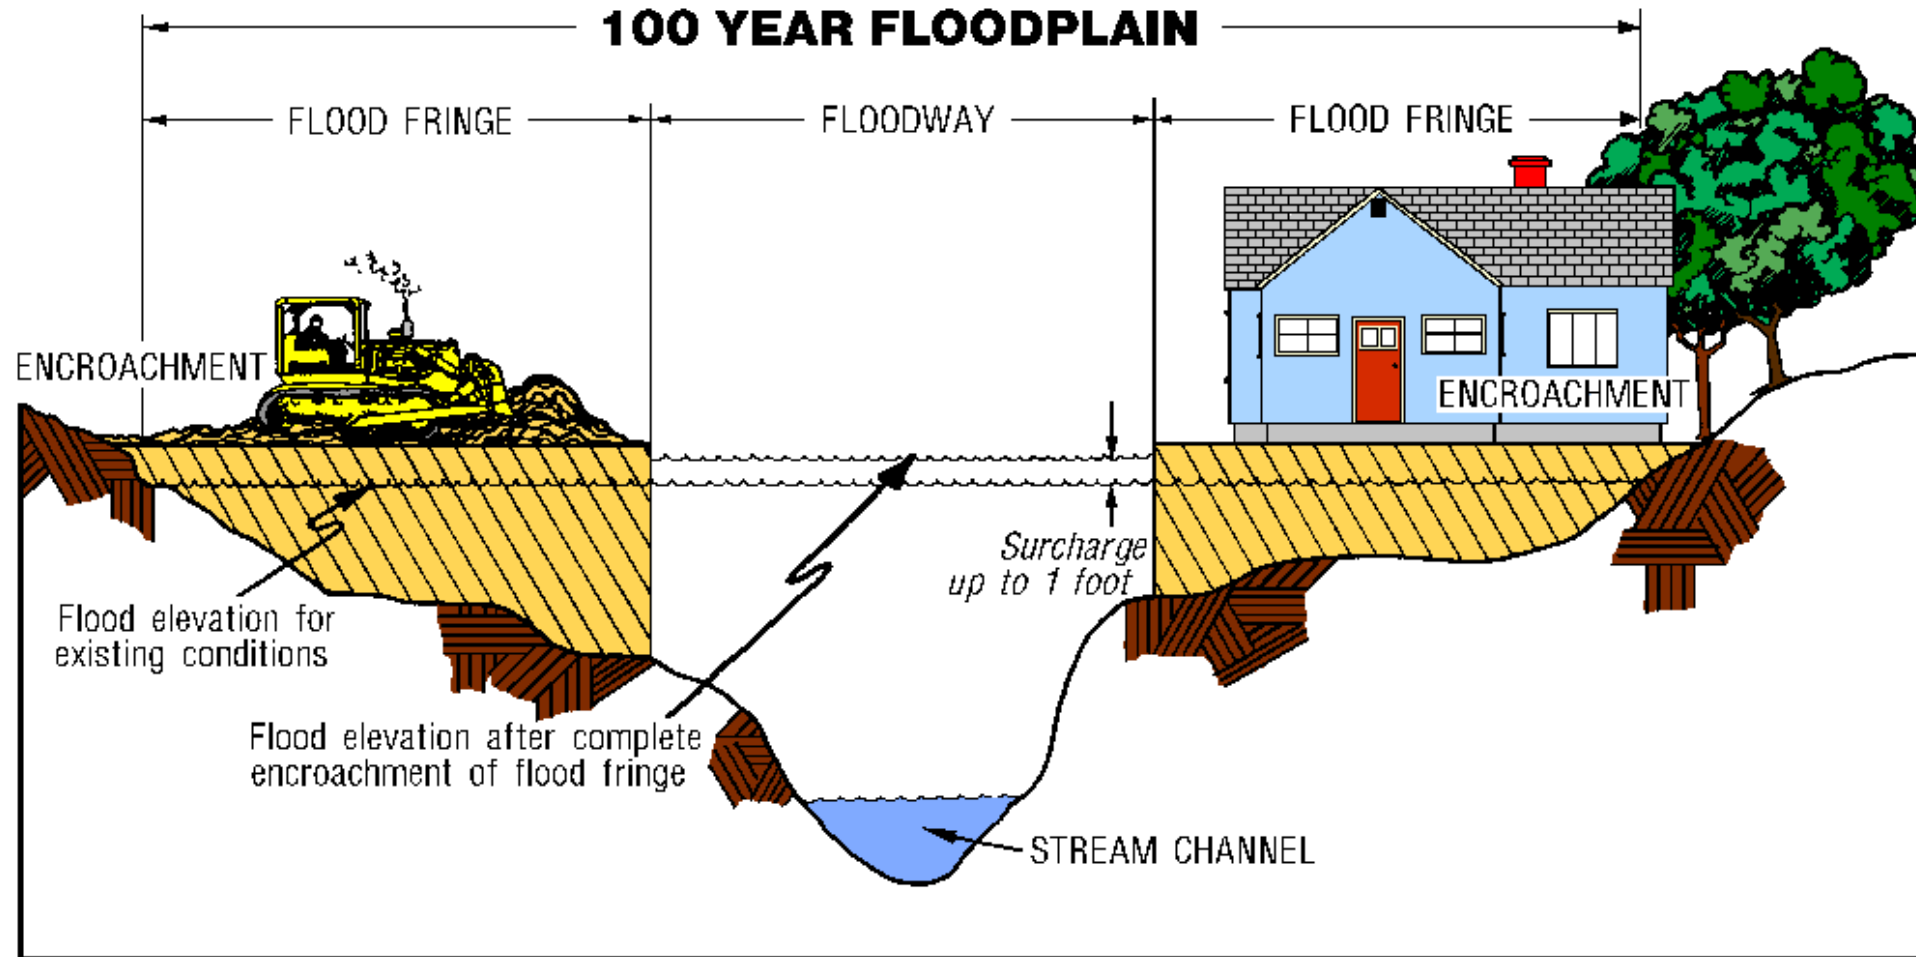 100 YEAR FLOODPLAIN
FLOOD FRINGE
FLOODWAY
FLOOD FRINGE
ENCROACHMENT
ENCROACHMENT
Surcharge
up to 1 foot
Flood elevation for
existing conditions
Flood elevation after complete
encroachment of flood fringe
STREAM CHANNEL